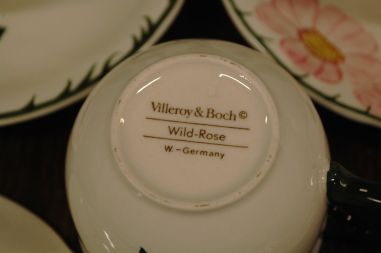 Villeroy & Boch ©
Wild-Rose
W.-Germany